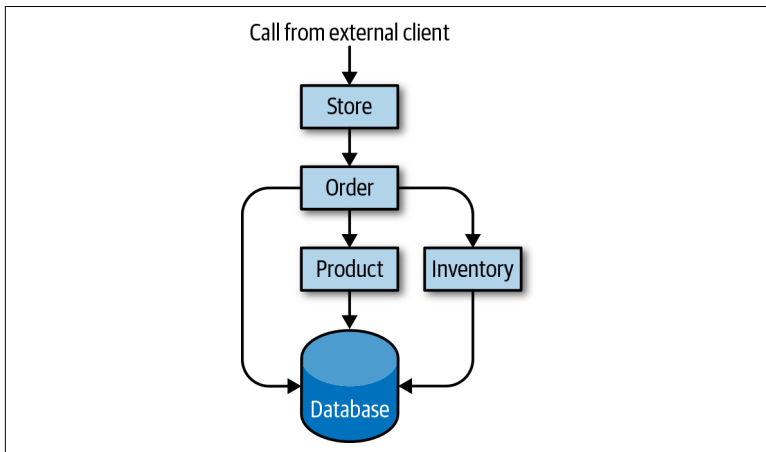 Call from external client
Store
Order
Product
Inventory
Database